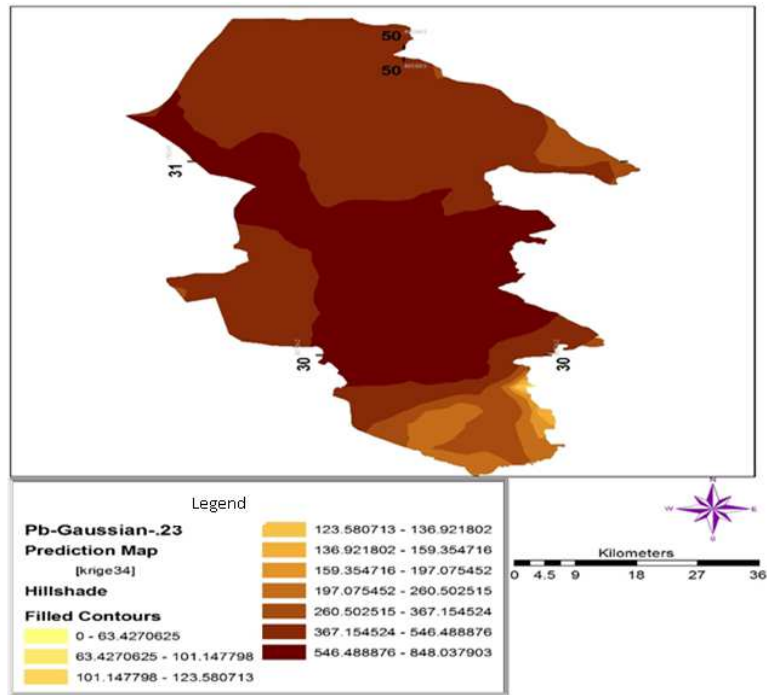 50
50
31
30
30
Legend
Pb-Gaussian-.23
Prediction Map
[krige34]
Hillshade
Filled Contours
0 - 63.4270625
63.4270625 - 101.147798
101.147798 - 123.580713
123.580713 - 136.921802
136.921802 - 159.354716
159.354716 - 197.075452
197.075452 - 260.502515
260.502515 - 367.154524
367.154524 - 546.488876
546.488876 - 848.037903
N
W E
S
Kilometers
0 4.5 9 18 27 36